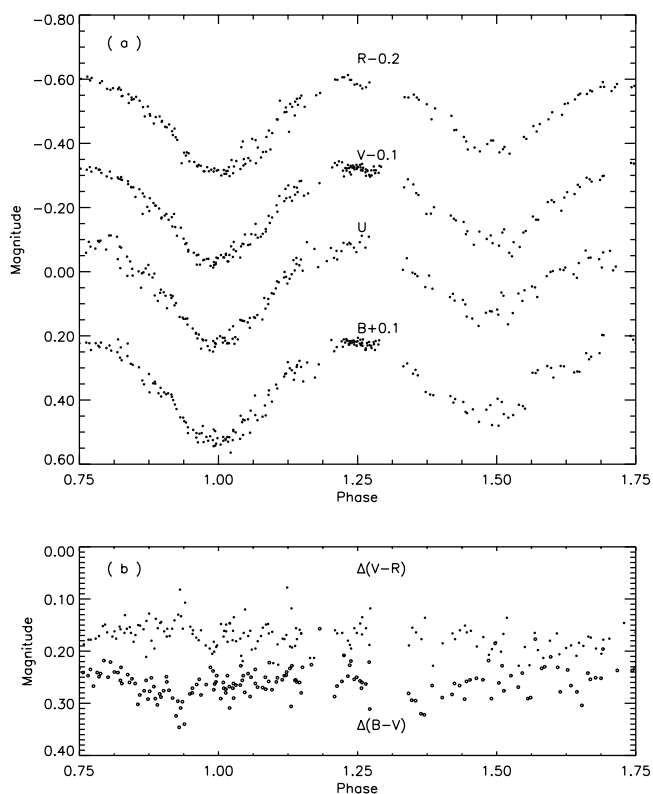 -0.80
( a )
R-0.2
-0.60
-0.40
V-0.1
-0.20
U
0.00
B+0.1
0.20
0.40
0.60
Magnitude
0.75 1.00 1.25 1.50 1.75
Phase
0.00
( b )
Δ(V-R)
0.10
0.20
0.30
Δ(B-V)
0.40
Magnitude
0.75 1.00 1.25 1.50 1.75
Phase